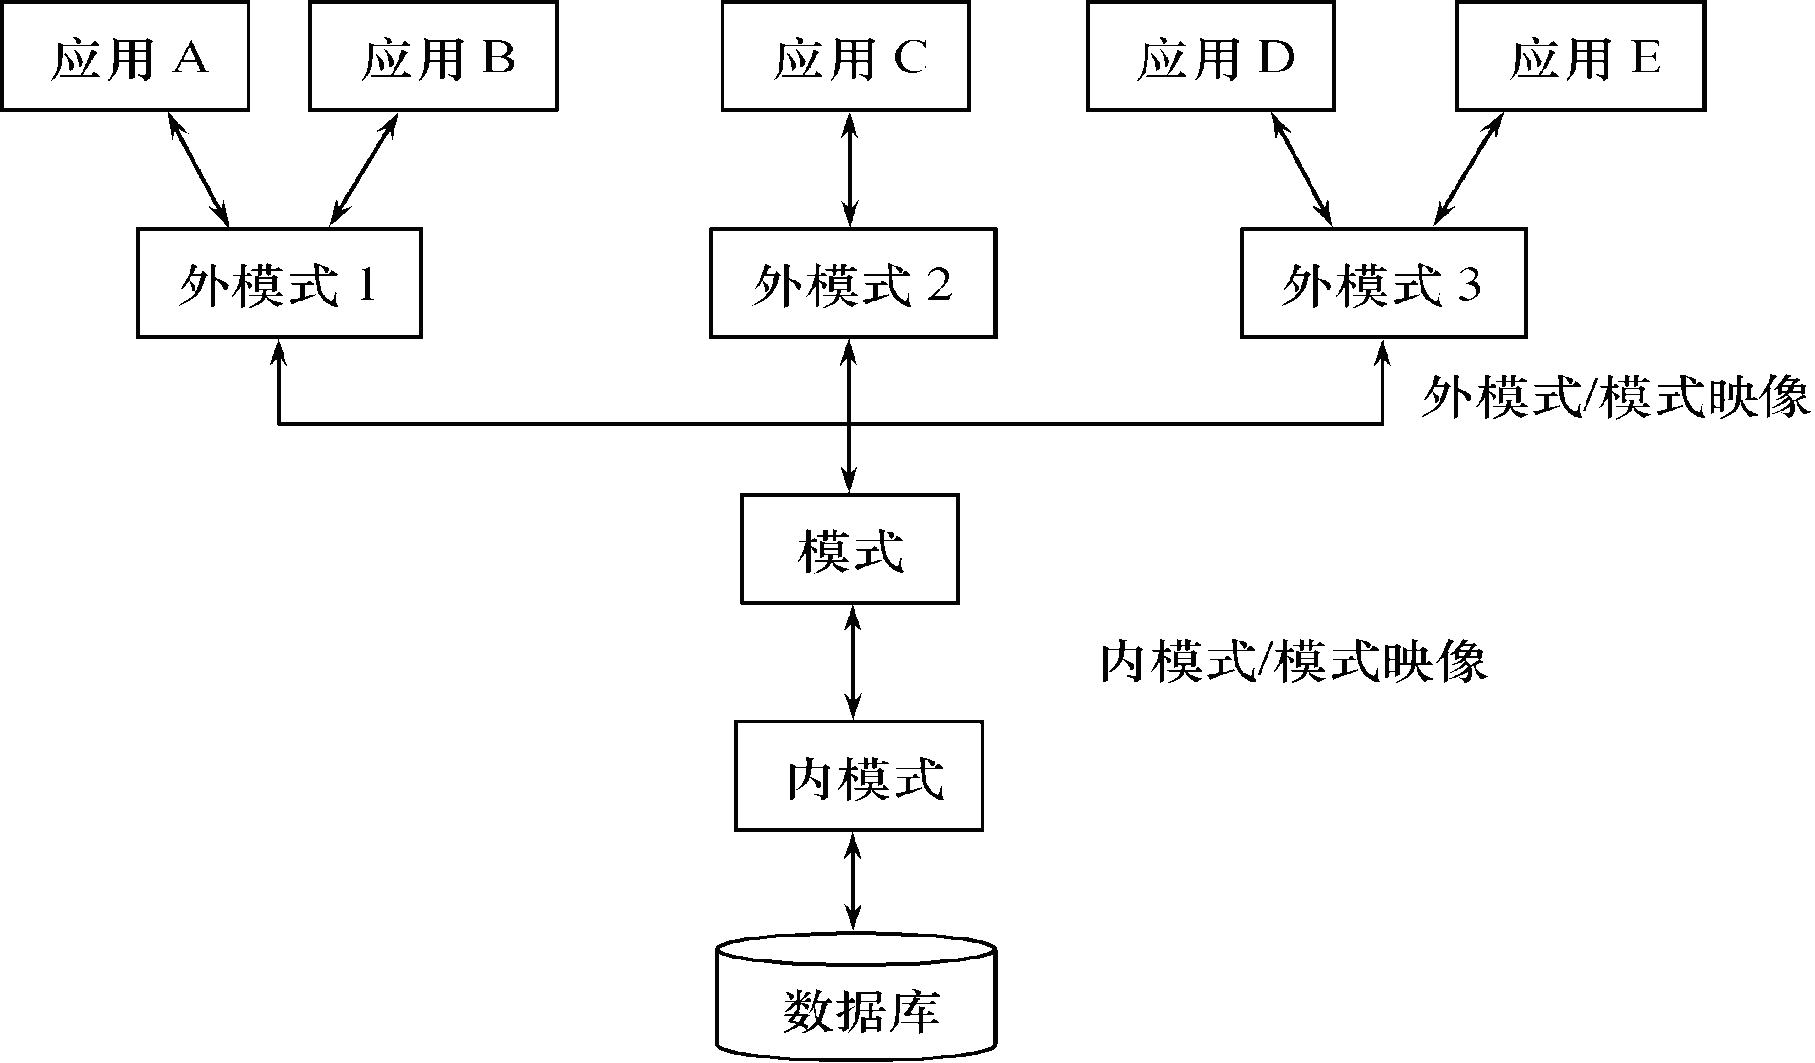 应用 A
应用 B
应用 C
应用 D
应用 E
外模式 1
外模式 2
外模式 3
外模式/模式映像
模式
内模式/模式映像
内模式
数据库